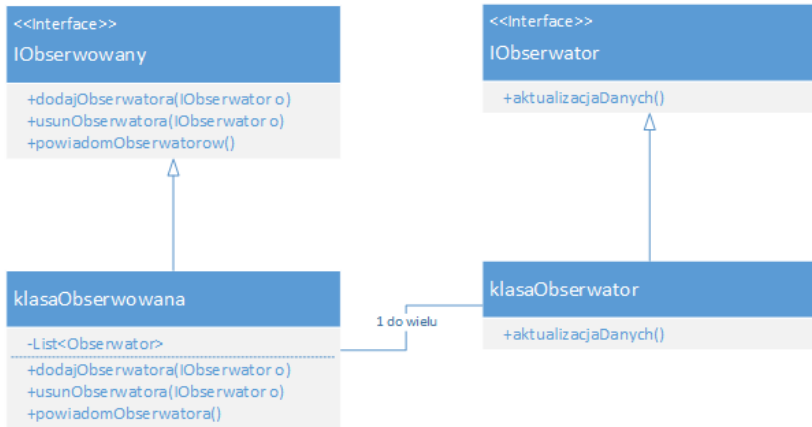 <<Interface>>
IObserwowany
+dodajObserwatora(IObserwator o)
+usunObserwatora(IObserwator o)
+powiadomObserwatorow()
<<Interface>>
IObserwator
+aktualizacjaDanych()
klasaObserwowana
-List<Obserwator>
+dodajObserwatora(IObserwator o)
+usunObserwatora(IObserwator o)
+powiadomObserwatora()
1 do wielu
klasaObserwator
+aktualizacjaDanych()